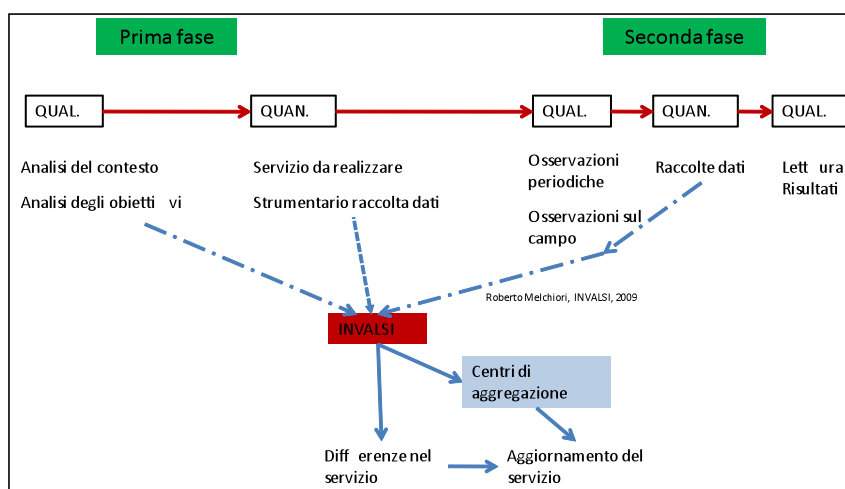 Prima fase
Seconda fase
QUAL.
QUAN.
QUAL.
QUAN.
QUAL.
Analisi del contesto
Analisi degli obietti vi
Servizio da realizzare
Strumentario raccolta dati
Osservazioni
periodiche
Osservazioni sul
campo
Raccolte dati
Lett ura
Risultati
Roberto Melchiori, INVALSI, 2009
INVALSI
Centri di
aggregazione
Diff erenze nel
servizio
Aggiornamento del
servizio